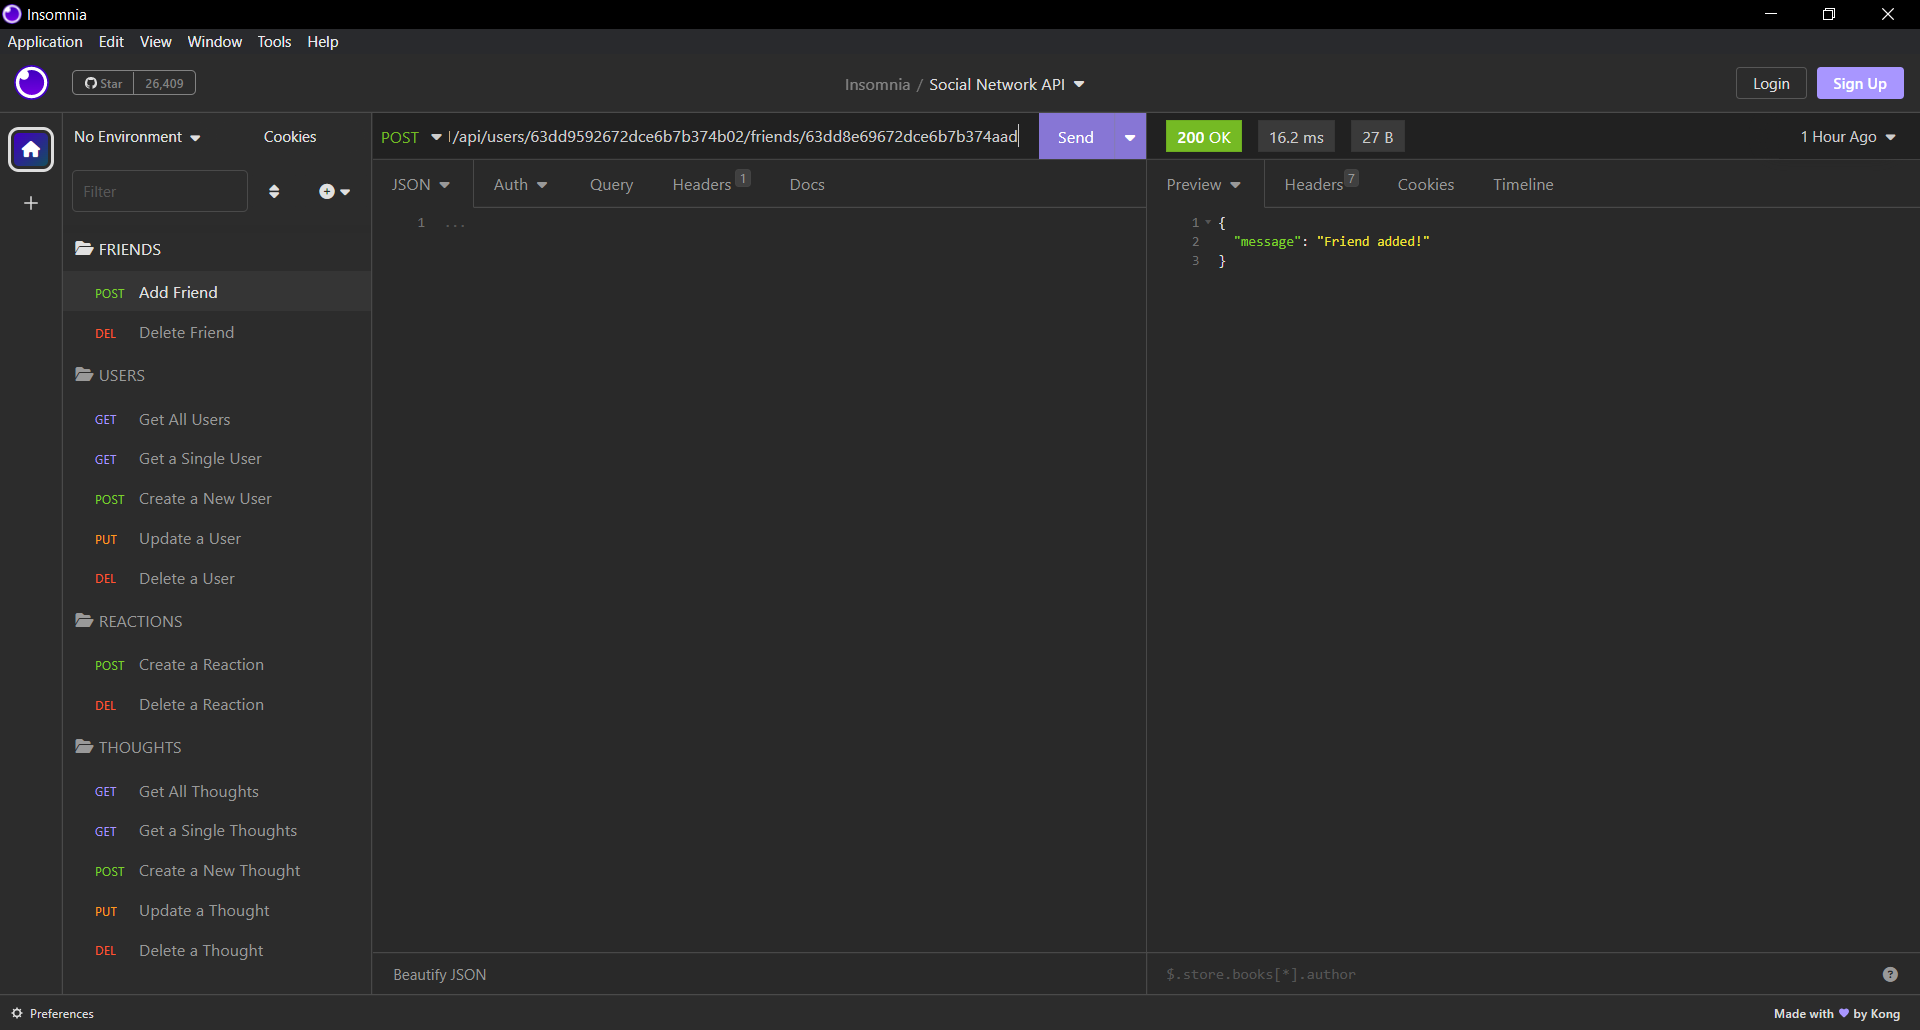 Insomnia
Application Edit View Window Tools Help
Star 26,409
Insomnia / Social Network API
Login Sign Up
No Environment Cookies
Filter
FRIENDS
POST Add Friend
DEL Delete Friend
USERS
GET Get All Users
GET Get a Single User
POST Create a New User
PUT Update a User
DEL Delete a User
REACTIONS
POST Create a Reaction
DEL Delete a Reaction
THOUGHTS
GET Get All Thoughts
GET Get a Single Thoughts
POST Create a New Thought
PUT Update a Thought
DEL Delete a Thought
POST /api/users/63dd9592672dce6b7b374b02/friends/63dd8e69672dce6b7b374aad Send
JSON Auth Query Headers 1 Docs
1 ...
Beautify JSON
200 OK 16.2 ms 27 B 1 Hour Ago
Preview Headers 7 Cookies Timeline
1 {
2 "message": "Friend added!"
3 }
$.store.books[*].author ?
Preferences
Made with 💜 by Kong